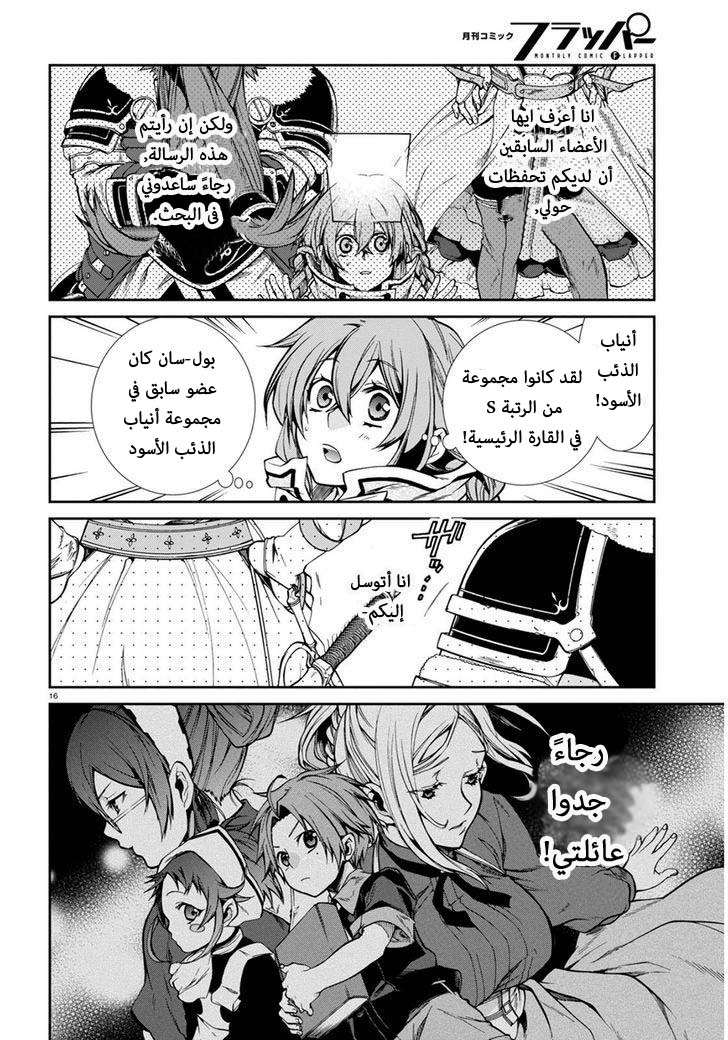 月刊コミック
フラッパー
MONTHLY COMIC FLAPPER
انا أعرف ايها
الأعضاء السابقين
أن لديكم تحفظات
حولي,
ولكن إن رأيتم
هذه الرسالة,
رجاءً ساعدوني
في البحث.
أنياب
الذئب
الأسود!
لقد كانوا مجموعة
من الرتبة S
في القارة الرئيسية!
بول-سان كان
عضو سابق في
مجموعة أنياب
الذئب الأسود
انا أتوسل
إليكم-
16
رجاءً
جدوا
عائلتي!